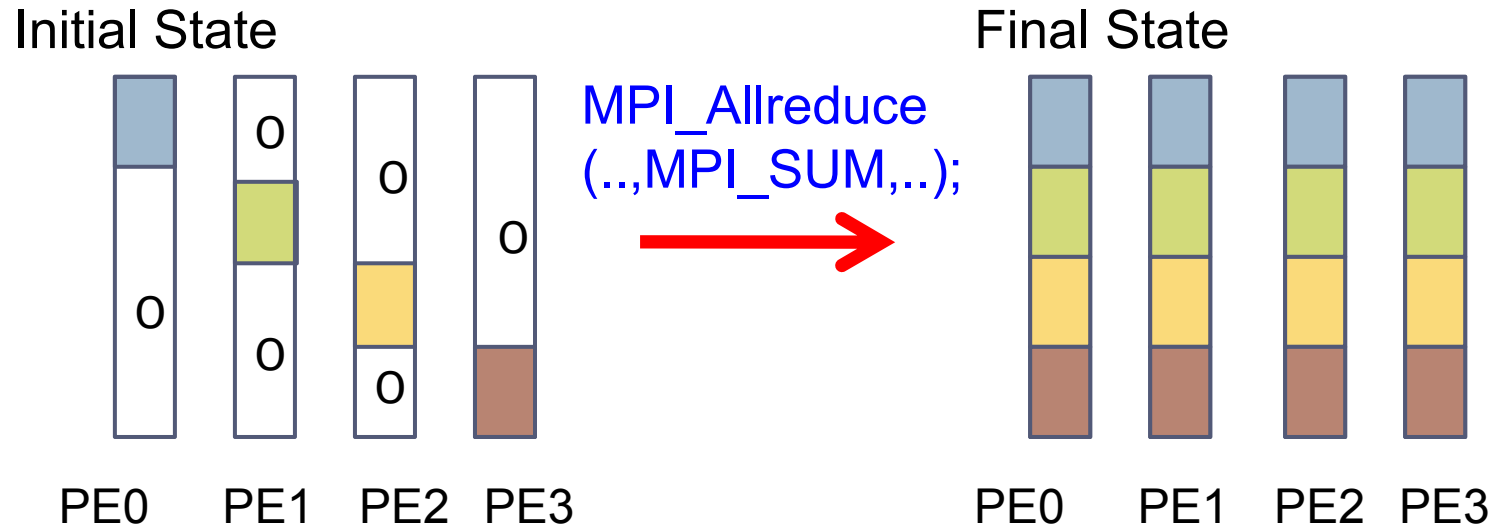 Initial State
Final State
MPI_Allreduce
(..,MPI_SUM,..);
0
0
0
0
0
0
PE0 PE1 PE2 PE3
PE0 PE1 PE2 PE3